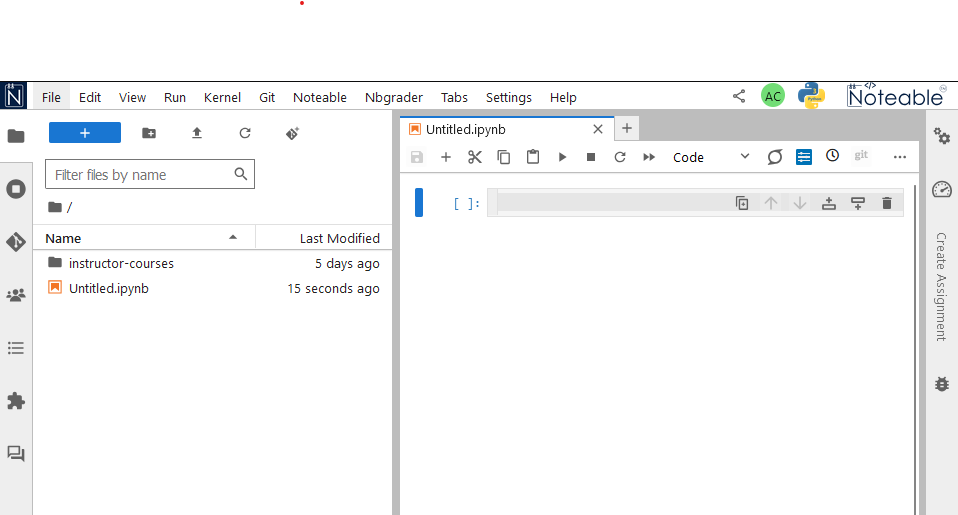 N File Edit View Run Kernel Git Noteable Nbgrader Tabs Settings Help AC Python Noteable
+ Untitled.ipynb × +
Code git ...
Filter files by name
/
[ ]:
Name Last Modified
instructor-courses 5 days ago
Untitled.ipynb 15 seconds ago
Create Assignment